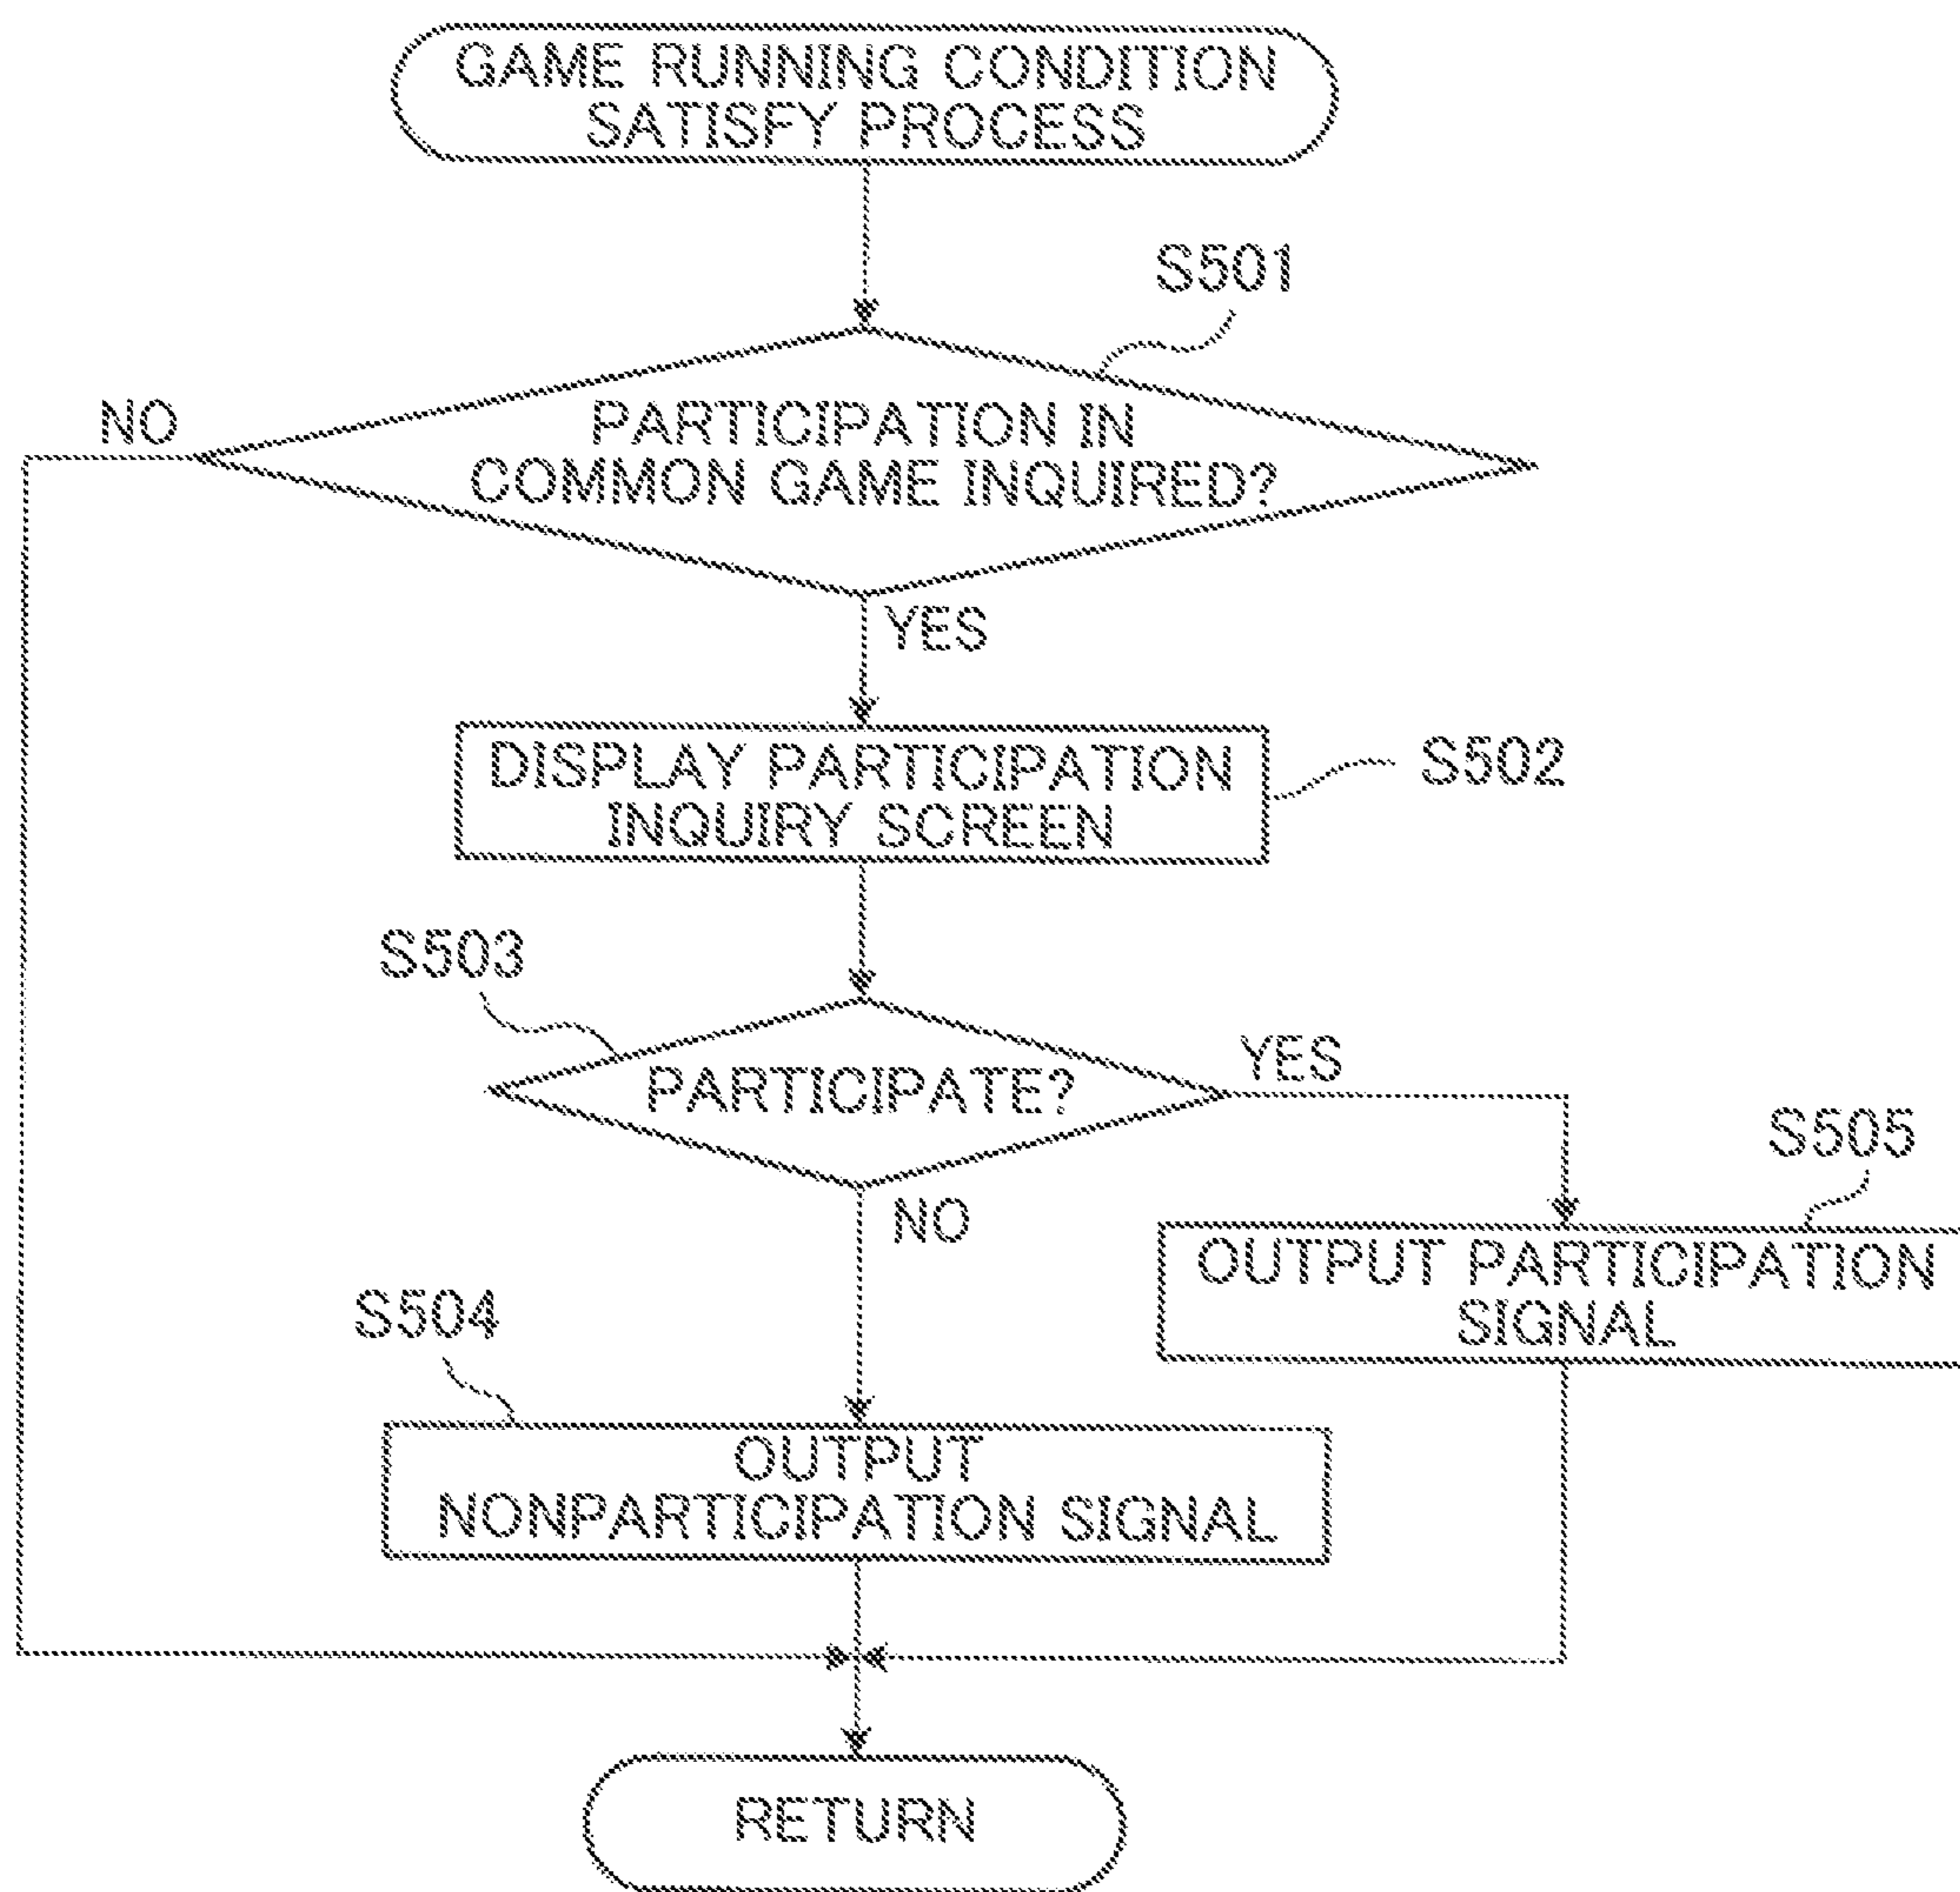 GAME RUNNING CONDITION
SATISFY PROCESS
S501
NO
PARTICIPATION IN
COMMON GAME INQUIRED?
YES
DISPLAY PARTICIPATION
INQUIRY SCREEN
S502
S503
PARTICIPATE?
YES
NO
S505
OUTPUT PARTICIPATION
SIGNAL
S504
OUTPUT
NONPARTICIPATION SIGNAL
RETURN